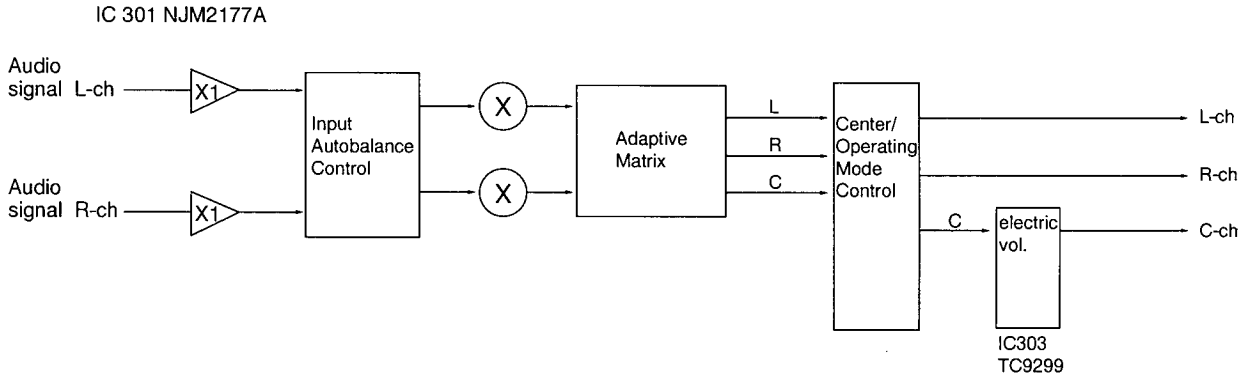 IC 301 NJM2177A
Audio
signal L-ch
X1
Audio
signal R-ch
X1
Input
Autobalance
Control
X
X
Adaptive
Matrix
L
R
C
Center/
Operating
Mode
Control
C
electric
vol.
IC303
TC9299
L-ch
R-ch
C-ch